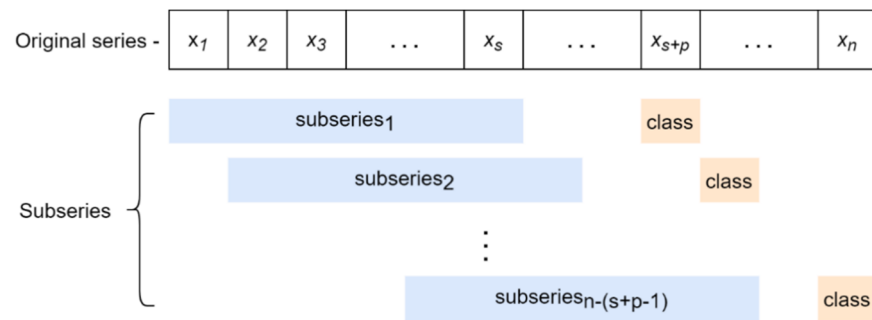 Original series - x1 x2 x3 ... xs ... xs+p ... xn
subseries1 class
subseries2 class
Subseries
⋮
subseriesn-(s+p-1) class